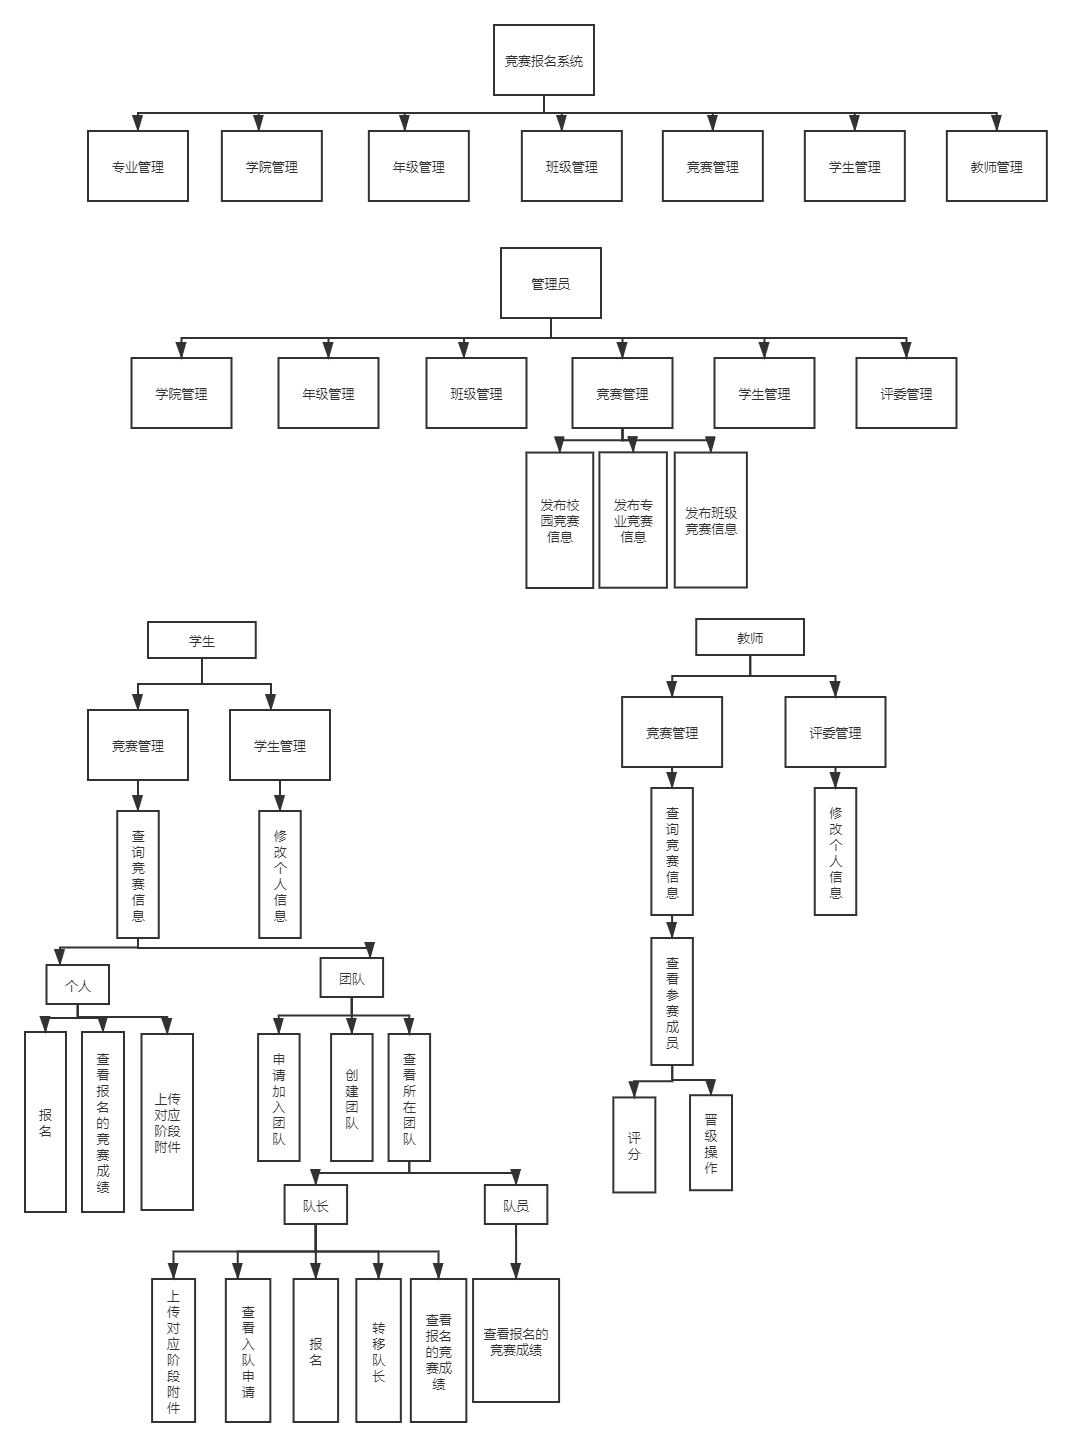 竞赛报名系统
专业管理
学院管理
年级管理
班级管理
竞赛管理
学生管理
教师管理
管理员
学院管理
年级管理
班级管理
竞赛管理
学生管理
评委管理
发布校
园竞赛
信息
发布专
业竞赛
信息
发布班级
竞赛信息
学生
竞赛管理
学生管理
查询竞赛信息
修改个人信息
个人
团队
报名
查看报名的竞赛成绩
上传
对应
阶段
附件
申请加入团队
创建团队
查看所在团队
队长
队员
上传对应阶段附件
查看入队申请
报名
转移队长
查看
报名
的竞
赛成
绩
查看报名的
竞赛成绩
教师
竞赛管理
评委管理
查询竞赛信息
修改个人信息
查看参赛成员
评分
晋级操作